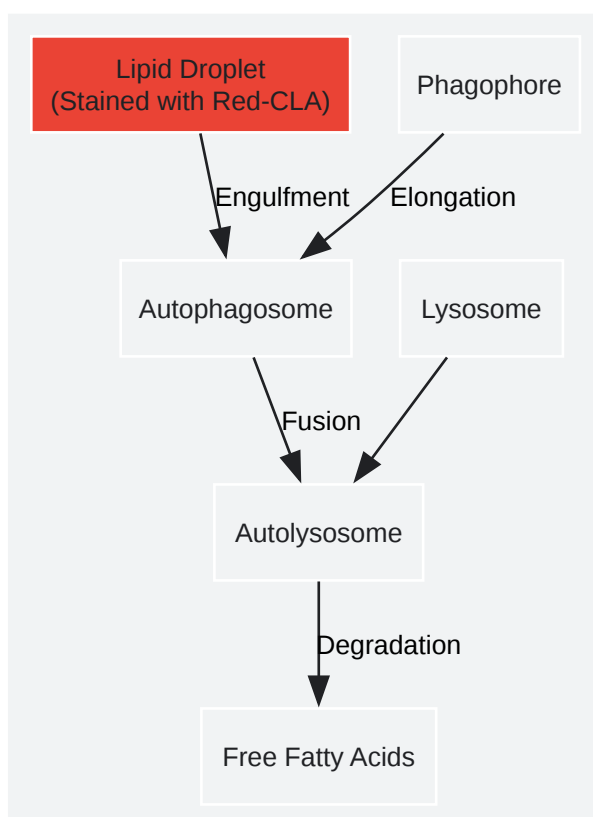 Lipid Droplet
(Stained with Red-CLA)
Phagophore
Engulfment
Elongation
Autophagosome
Lysosome
Fusion
Autolysosome
Degradation
Free Fatty Acids